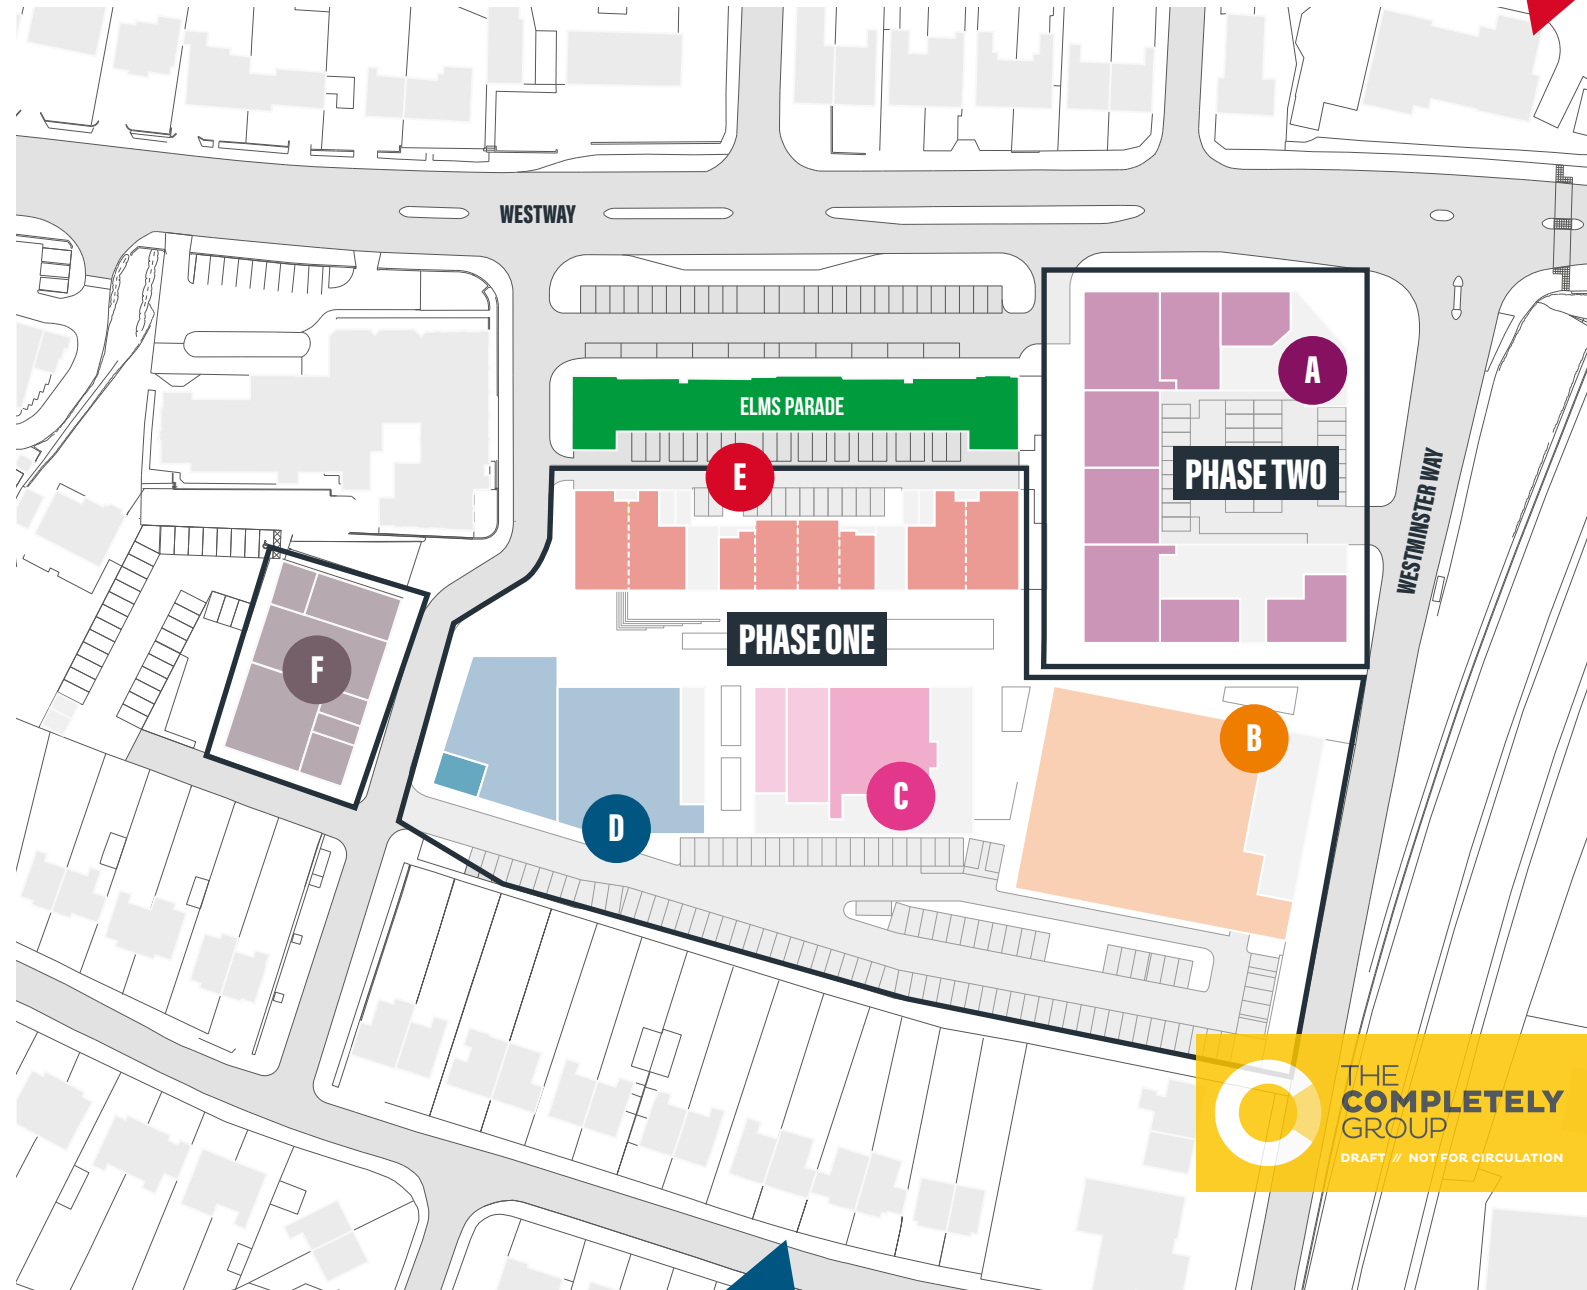 WESTWAY
A
ELMS PARADE
E
PHASE TWO
WESTMINSTER WAY
PHASE ONE
F
B
C
D
THE
COMPLETELY
GROUP
DRAFT // NOT FOR CIRCULATION